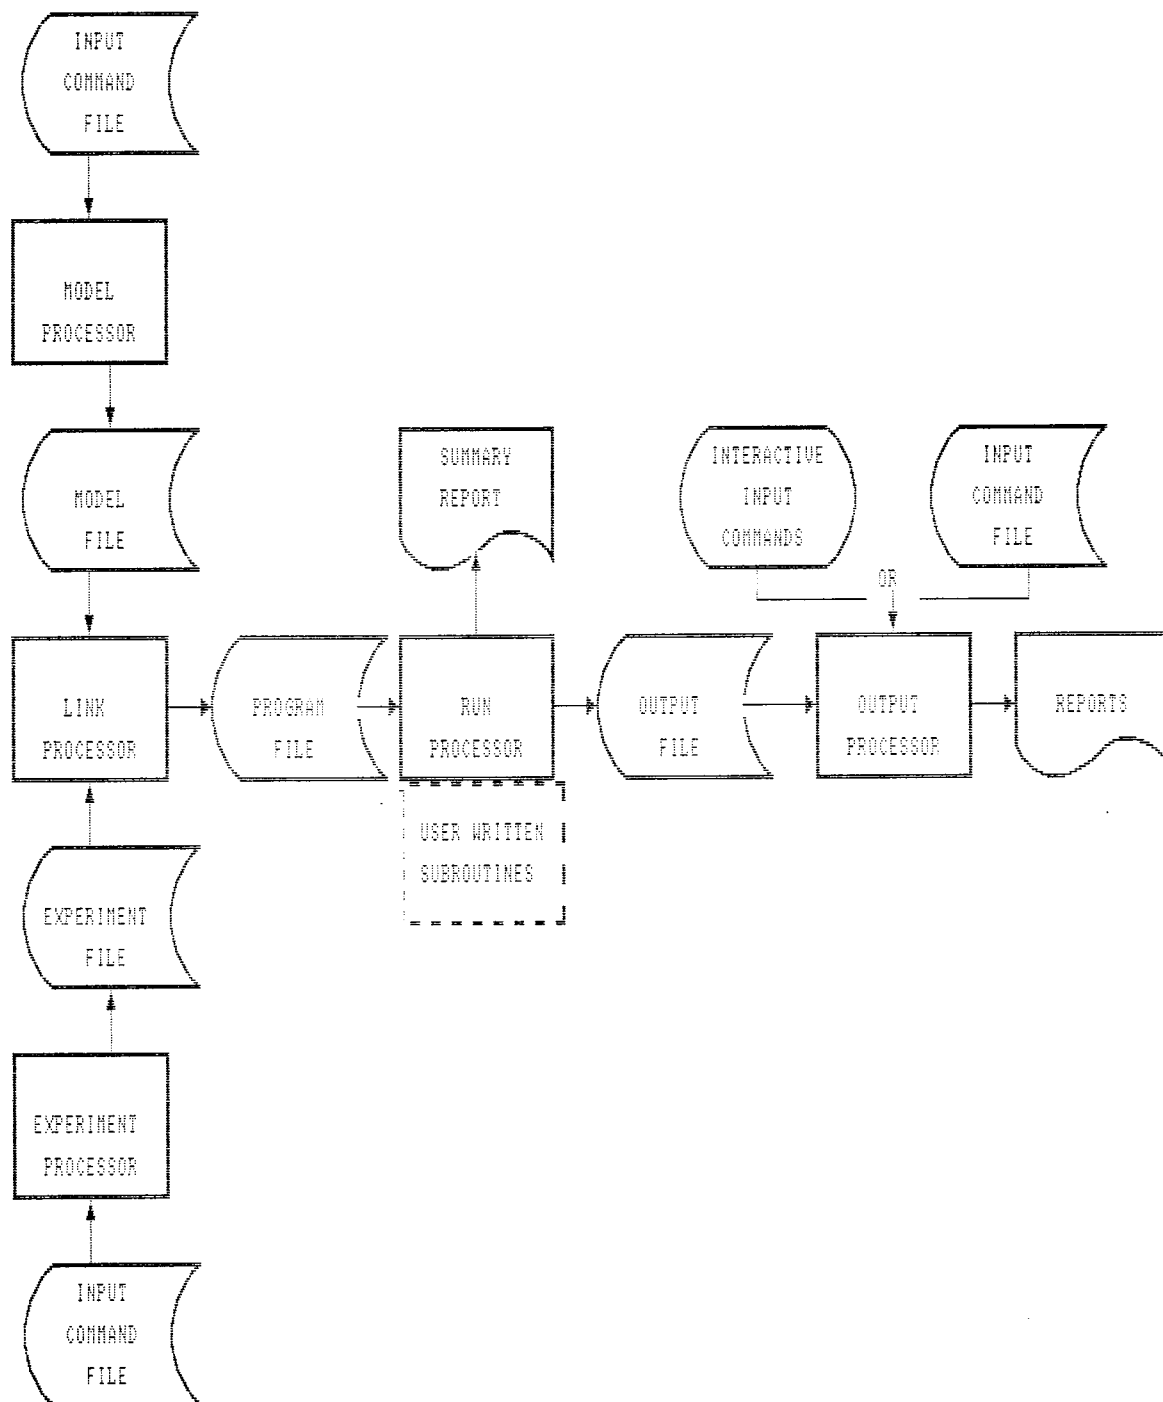 INPUT
COMMAND
FILE
MODEL
PROCESSOR
MODEL
FILE
SUMMARY
REPORT
INTERACTIVE
INPUT
COMMANDS
INPUT
COMMAND
FILE
OR
LINK
PROCESSOR
PROGRAM
FILE
RUN
PROCESSOR
OUTPUT
FILE
OUTPUT
PROCESSOR
REPORTS
USER WRITTEN
SUBROUTINES
EXPERIMENT
FILE
EXPERIMENT
PROCESSOR
INPUT
COMMAND
FILE